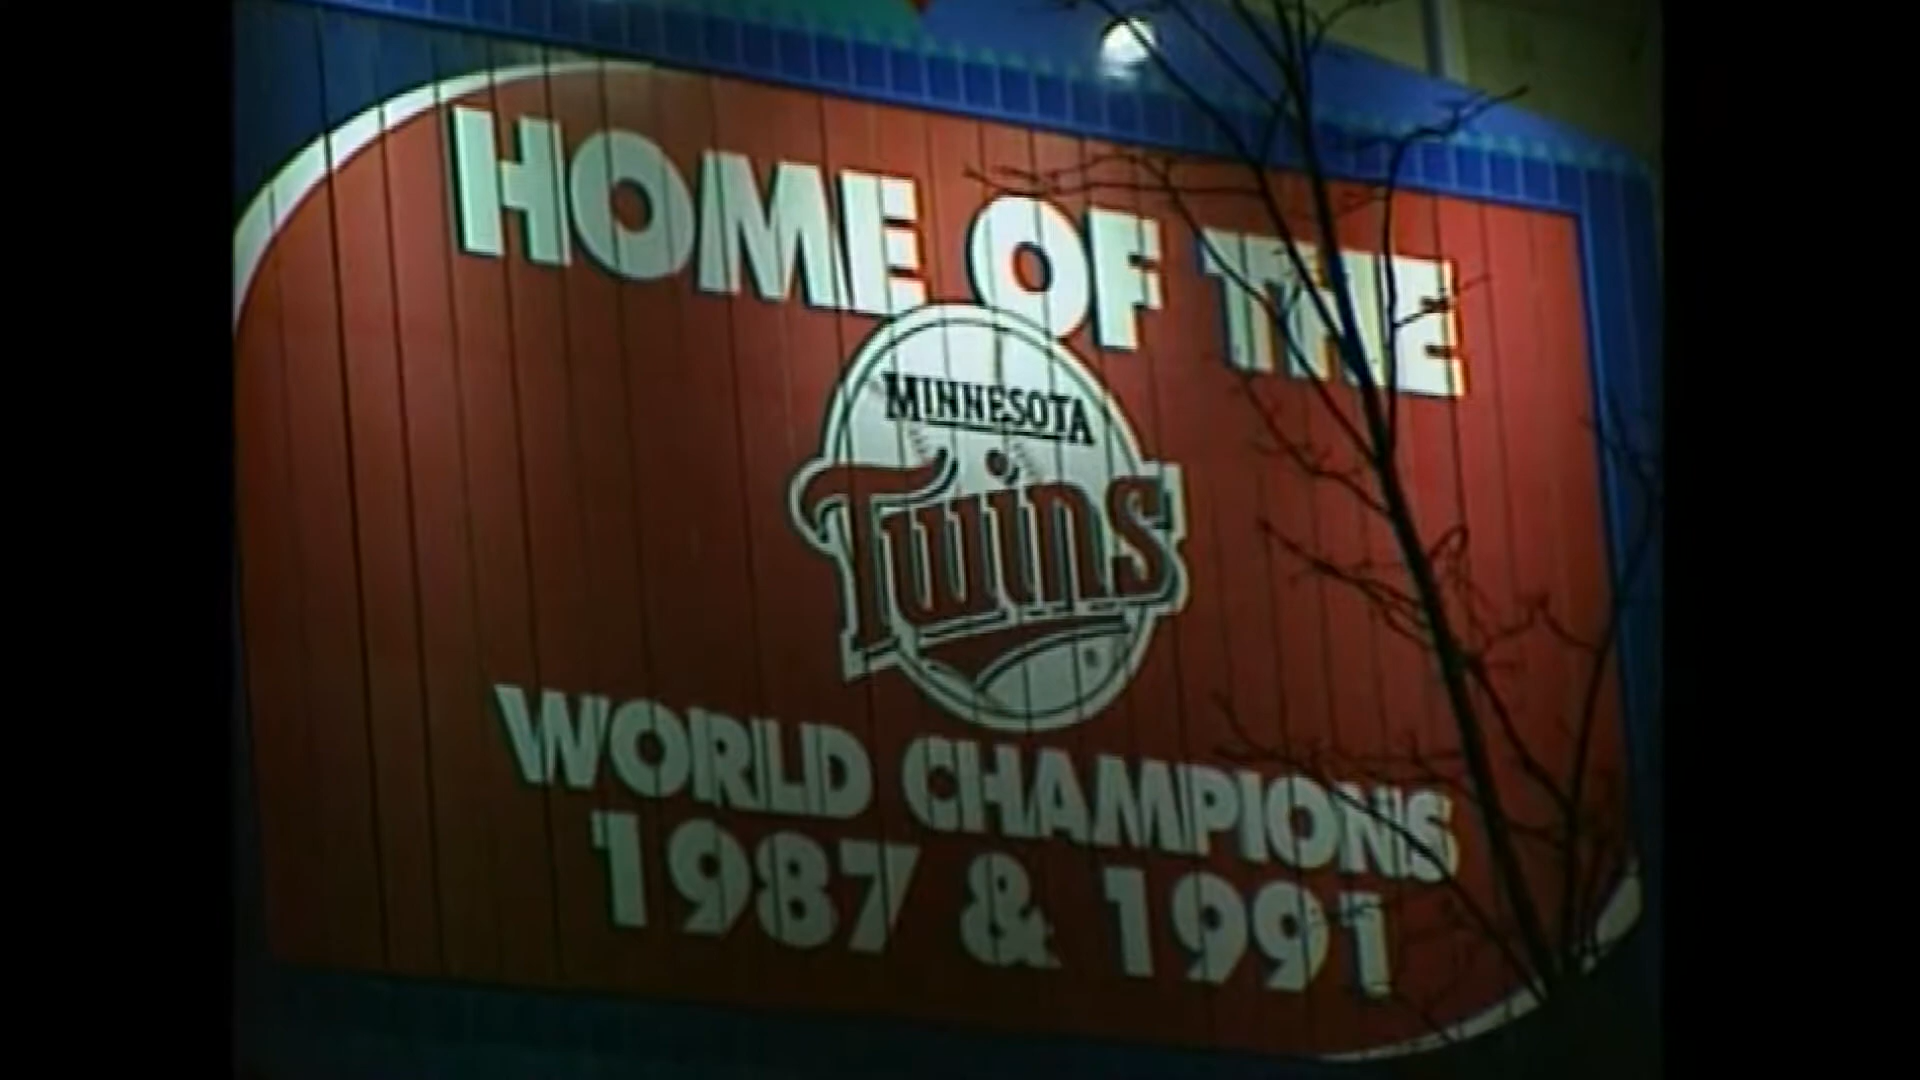 HOME OF THE
MINNESOTA
Twins
WORLD CHAMPIONS
1987 & 1991